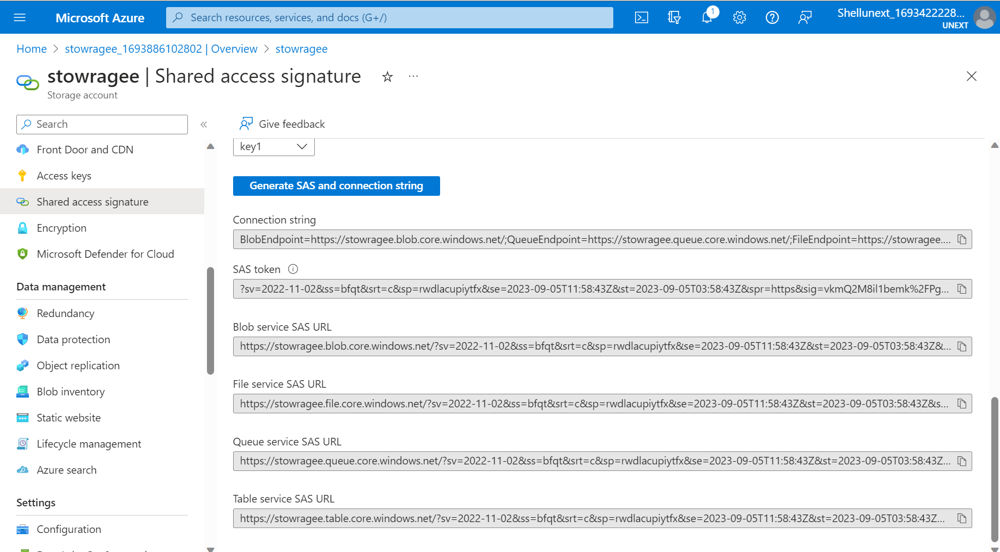 Microsoft Azure
Search resources, services, and docs (G+/)
1
Shellunext_1693422228...
UNEXT
Home > stowragee_1693886102802 | Overview > stowragee
stowragee | Shared access signature
Storage account
Search
Front Door and CDN
Access keys
Shared access signature
Encryption
Microsoft Defender for Cloud
Data management
Redundancy
Data protection
Object replication
Blob inventory
Static website
Lifecycle management
Azure search
Settings
Configuration
Give feedback
key1
Generate SAS and connection string
Connection string
BlobEndpoint=https://stowragee.blob.core.windows.net/;QueueEndpoint=https://stowragee.queue.core.windows.net/;FileEndpoint=https://stowragee....
SAS token
?sv=2022-11-02&ss=bfqt&srt=c&sp=rwdlacupiytfx&se=2023-09-05T11:58:43Z&st=2023-09-05T03:58:43Z&spr=https&sig=vkmQ2M8il1bemk%2FPg...
Blob service SAS URL
https://stowragee.blob.core.windows.net/?sv=2022-11-02&ss=bfqt&srt=c&sp=rwdlacupiytfx&se=2023-09-05T11:58:43Z&st=2023-09-05T03:58:43Z&...
File service SAS URL
https://stowragee.file.core.windows.net/?sv=2022-11-02&ss=bfqt&srt=c&sp=rwdlacupiytfx&se=2023-09-05T11:58:43Z&st=2023-09-05T03:58:43Z&s...
Queue service SAS URL
https://stowragee.queue.core.windows.net/?sv=2022-11-02&ss=bfqt&srt=c&sp=rwdlacupiytfx&se=2023-09-05T11:58:43Z&st=2023-09-05T03:58:43Z...
Table service SAS URL
https://stowragee.table.core.windows.net/?sv=2022-11-02&ss=bfqt&srt=c&sp=rwdlacupiytfx&se=2023-09-05T11:58:43Z&st=2023-09-05T03:58:43Z...